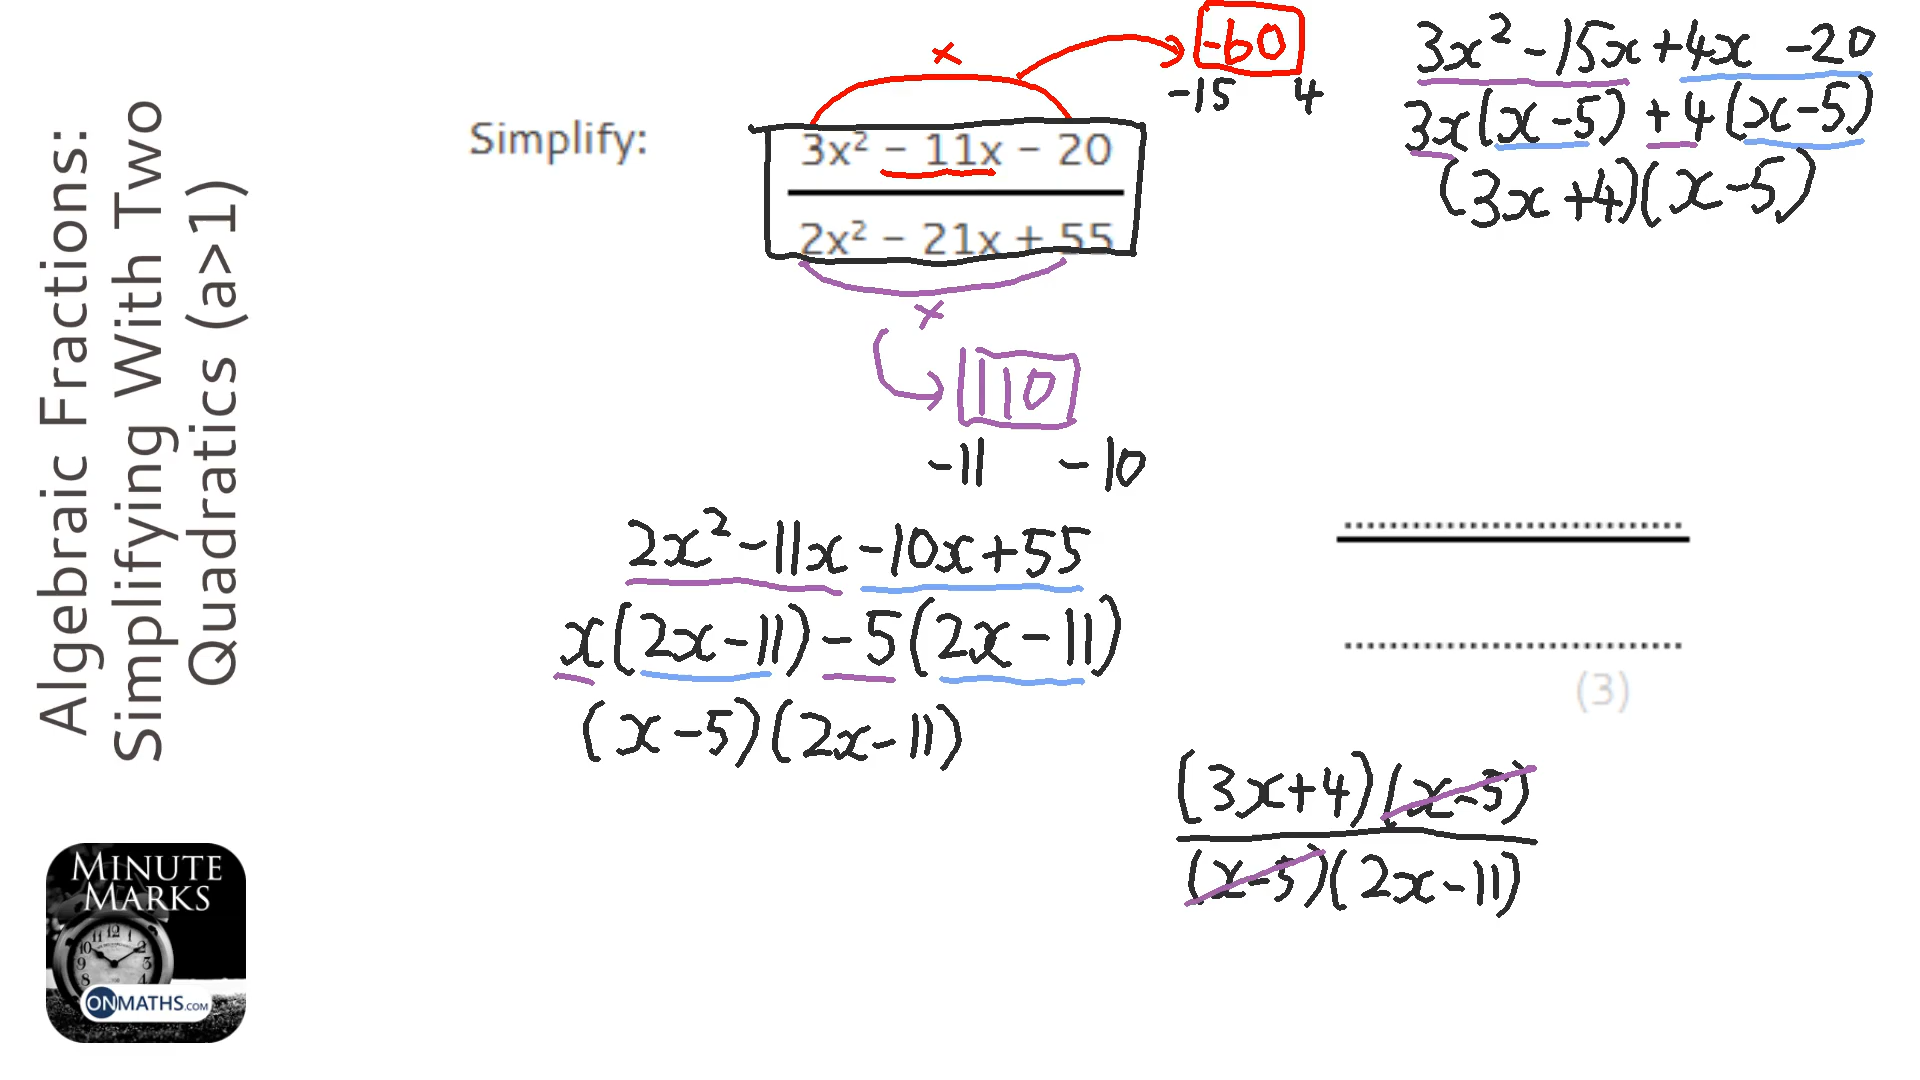 Algebraic Fractions:
Simplifying With Two
Quadratics (a>1)
MINUTE
MARKS
ONMATHS.COM
Simplify:
×
-60
-15 4
3x² - 11x - 20
2x² - 21x + 55
×
110
-11 -10
3x² -15x +4x -20
3x(x-5) +4(x-5)
(3x+4)(x-5)
2x² -11x -10x +55
x(2x-11) -5(2x-11)
(x-5)(2x-11)
(3)
(3x+4)(x-5)
(x-5)(2x-11)